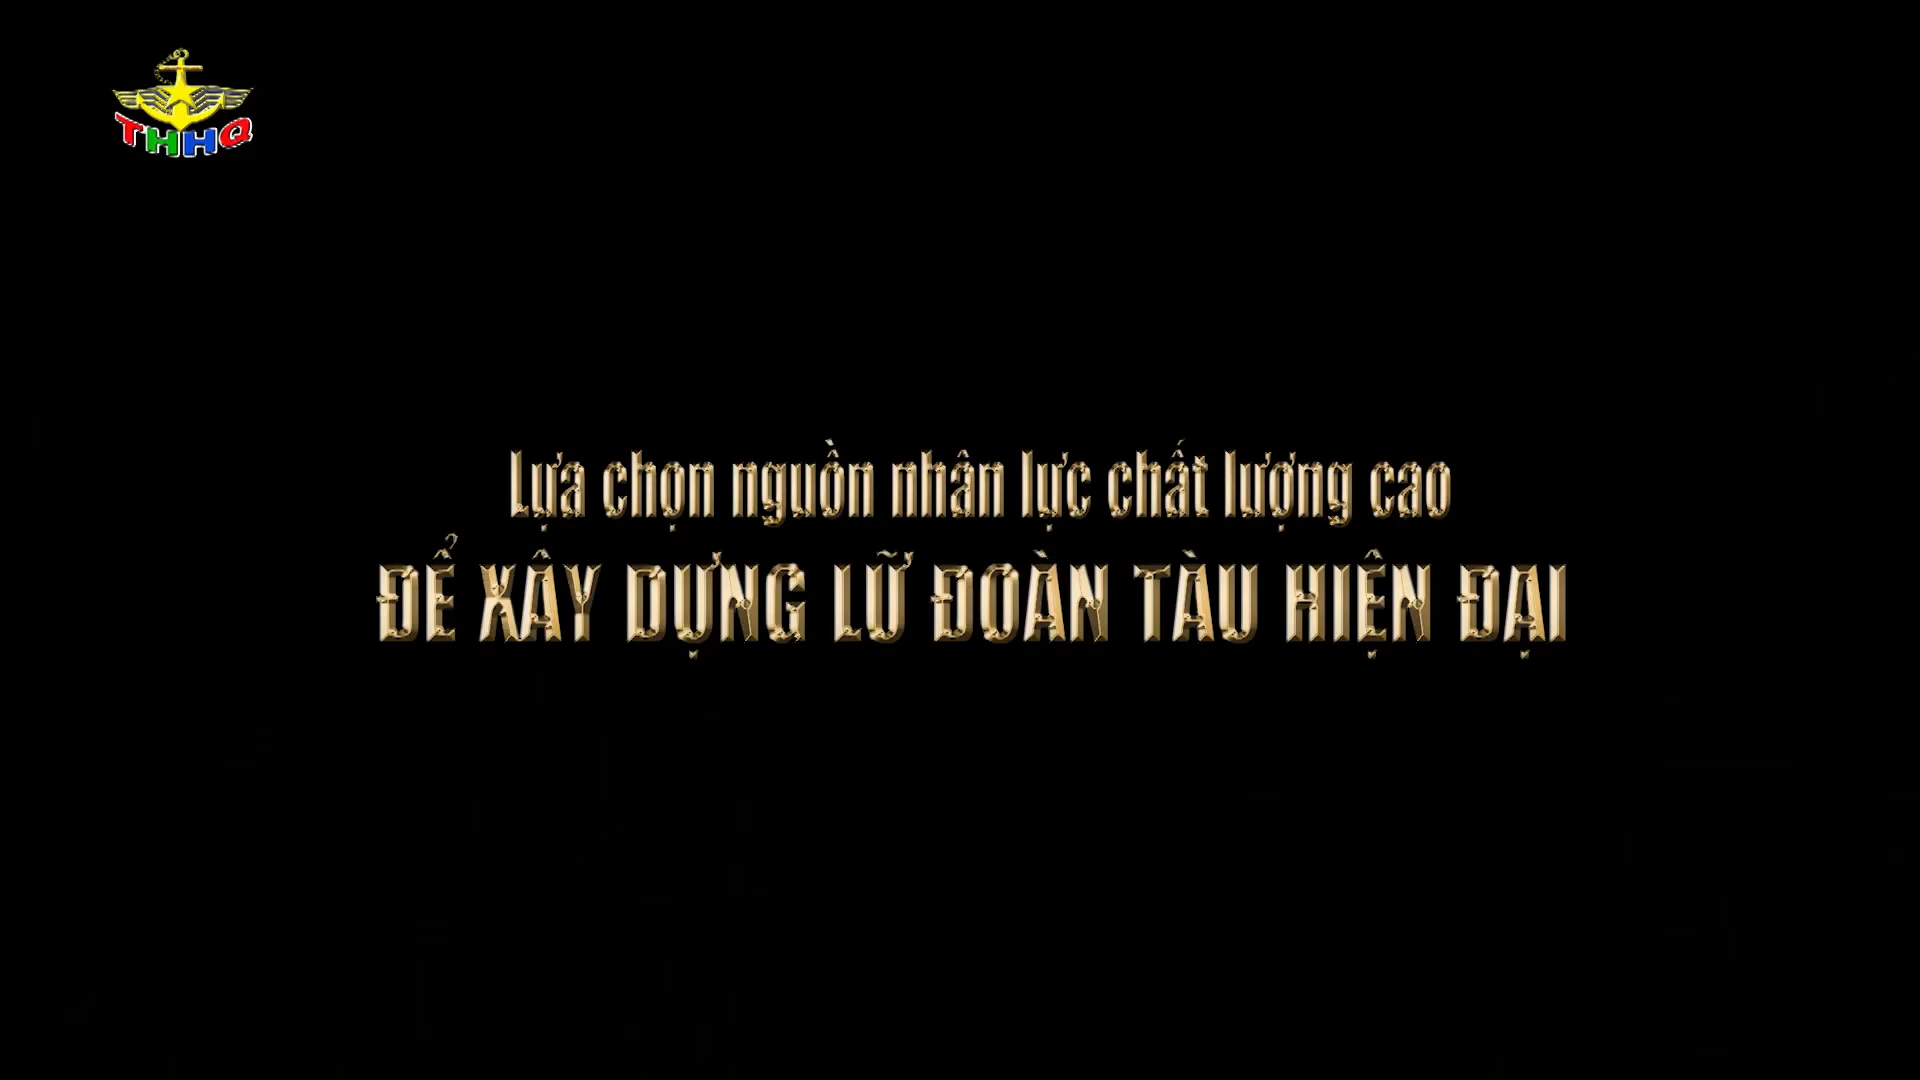 THHQ
Lựa chọn nguồn nhân lực chất lượng cao
ĐỂ XÂY DỰNG LỮ ĐOÀN TÀU HIỆN ĐẠI